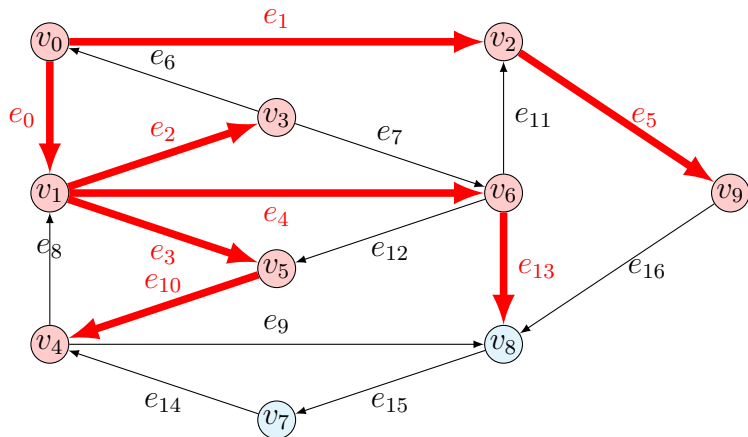 e₁
v₀ v₂
e₆
e₀ e₂ v₃ e₇ e₁₁ e₅
v₁ v₆ v₉
e₄
e₈ e₃ e₁₂
e₁₀ v₅ e₁₃ e₁₆
e₉
v₄ v₈
e₁₄ e₁₅
v₇